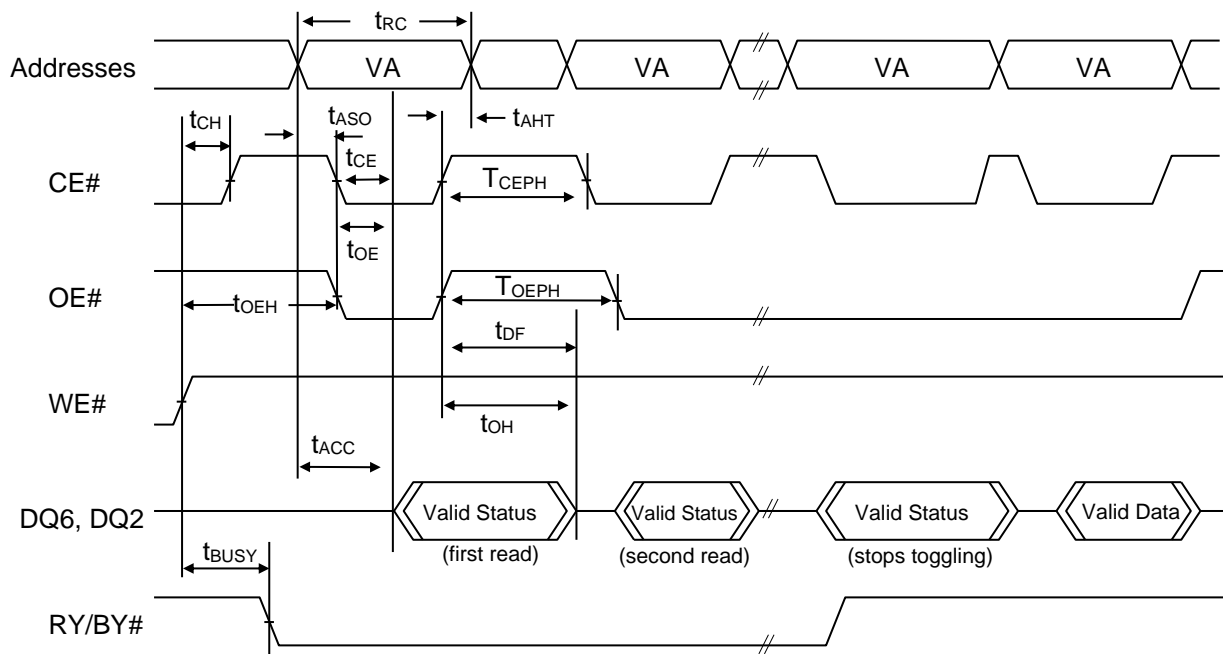 tRC
Addresses VA VA VA VA
tCH tASO tAHT
tCE
CE# TCEPH
tOE
OE# tOEH TOEPH
tDF
WE#
tOH
tACC
DQ6, DQ2 Valid Status Valid Status Valid Status Valid Data
(first read) (second read) (stops toggling)
tBUSY
RY/BY#